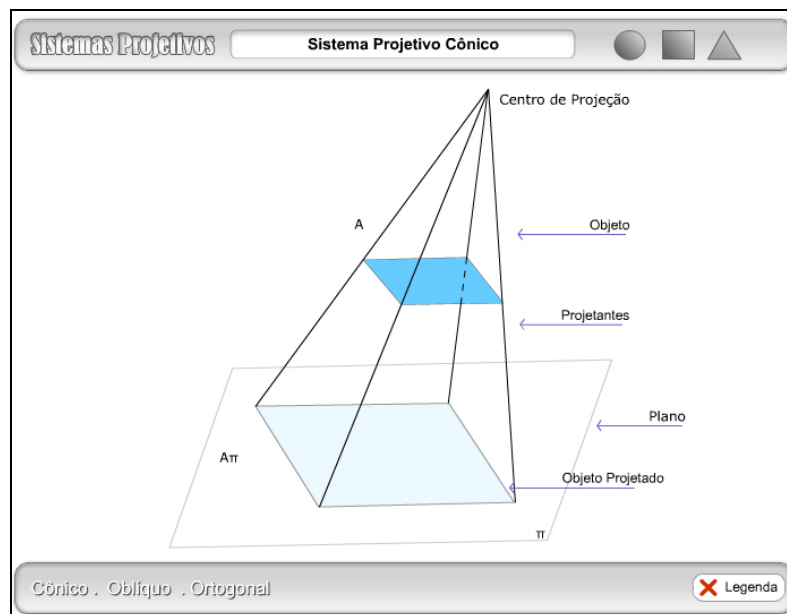 Sistemas Projetivos
Sistema Projetivo Cônico
Centro de Projeção
A
Objeto
Projetantes
Plano
Aπ
Objeto Projetado
π
Cônico . Oblíquo . Ortogonal
Legenda